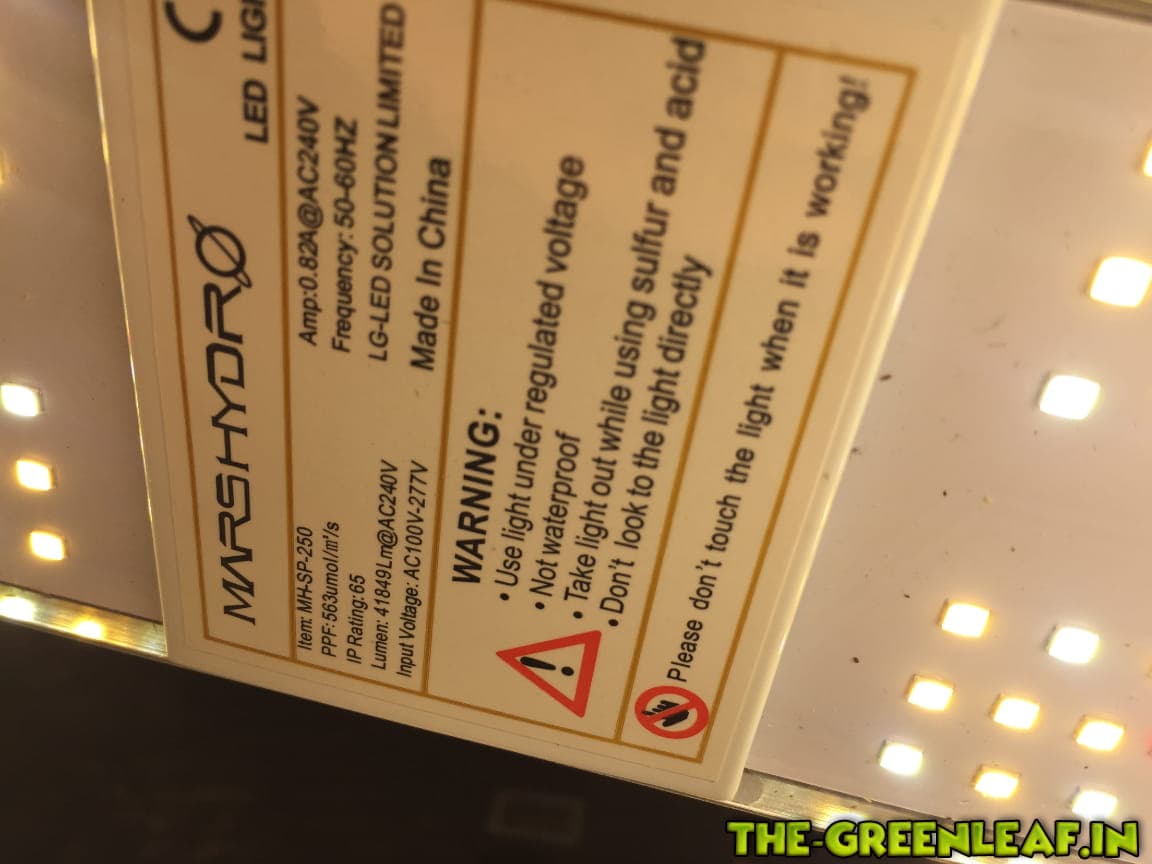 MARSHYDRO
LED
Item: MH-SP-250
PPF: 563umol/m²/s
IP Rating: 65
Lumen: 41849Lm@AC240V
Input Voltage: AC100V-277V
Amp:0.82A@AC240V
Frequency: 50-60HZ
LG-LED SOLUTION LIMITED
Made In China
WARNING:
• Use light under regulated voltage
• Not waterproof
• Take light out while using sulfur and acid
• Don't look to the light directly
Please don't touch the light when it is working!
THE-GREENLEAF.IN